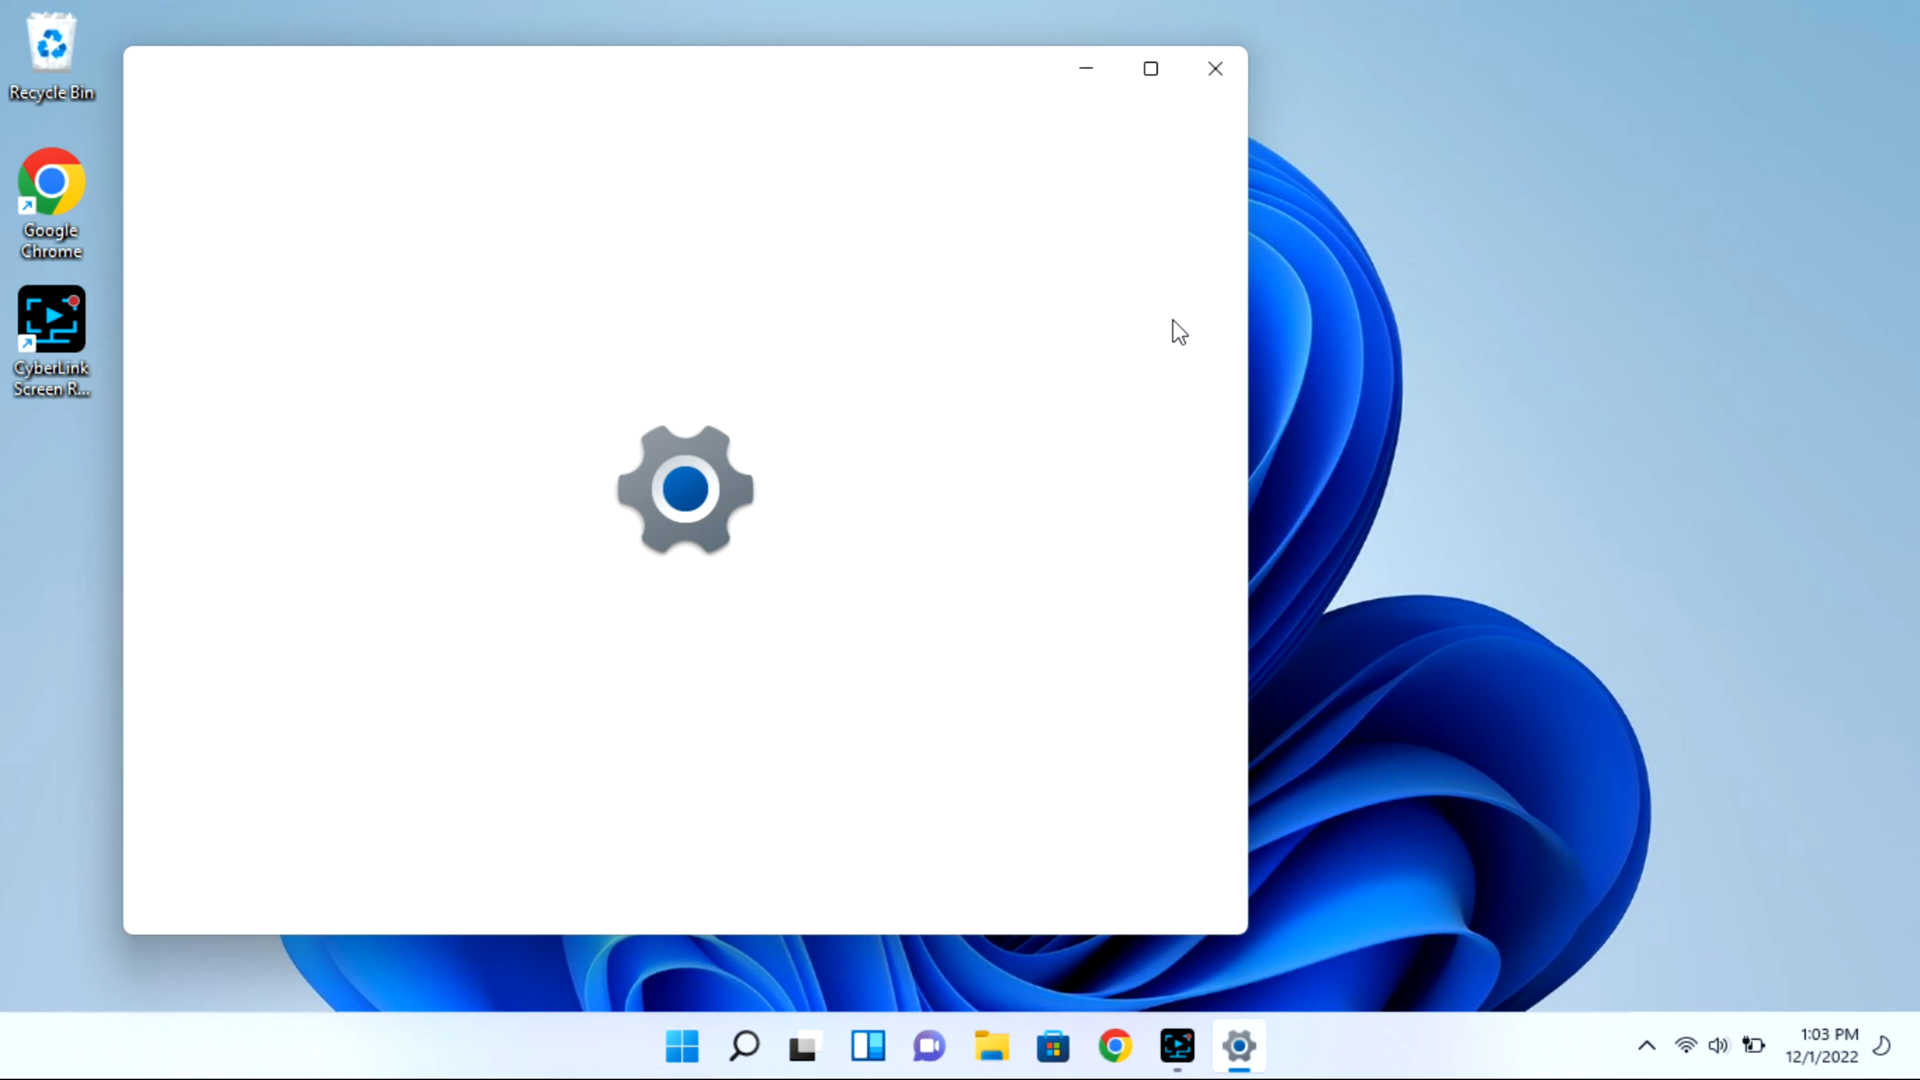 Recycle Bin
Google
Chrome
CyberLink
Screen R...
1:03 PM
12/1/2022